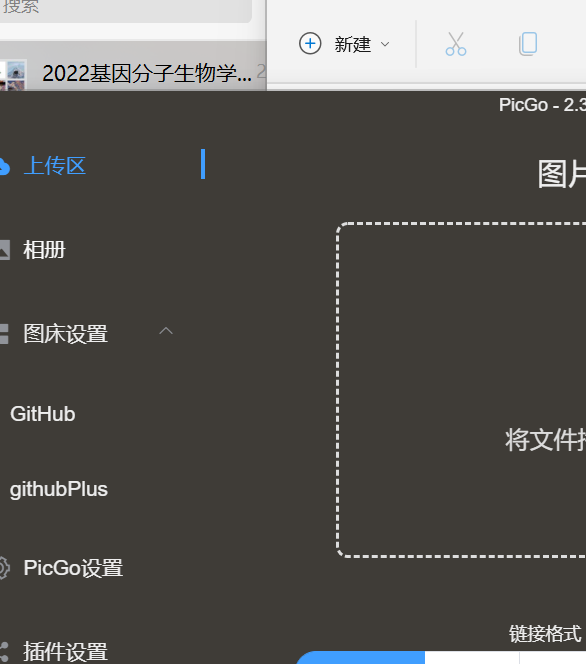 搜索
新建
2022基因分子生物学...
PicGo - 2.3
上传区
图片
相册
图床设置
GitHub
将文件拖
githubPlus
PicGo设置
链接格式
插件设置